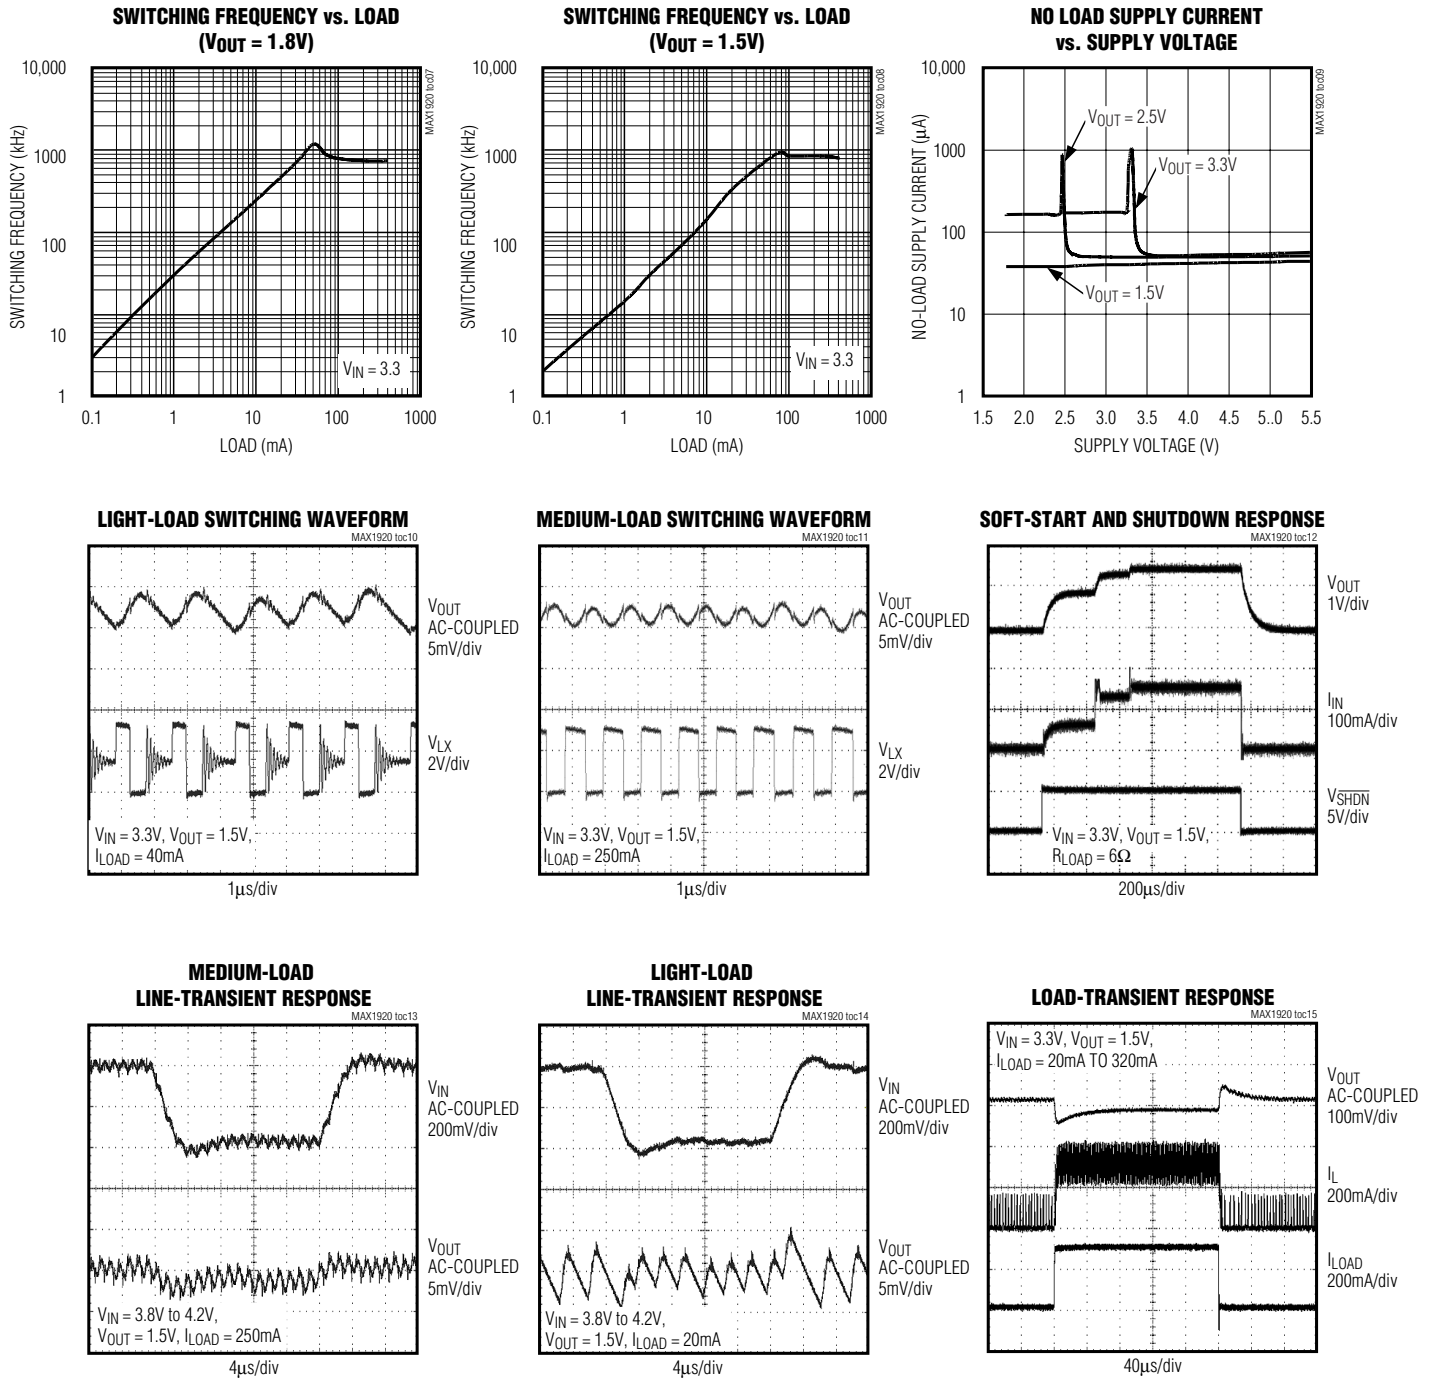 SWITCHING FREQUENCY vs. LOAD
(VOUT = 1.8V)
MAX1920 toc07
SWITCHING FREQUENCY (kHz)
10,000
1000
100
10
1
VIN = 3.3
0.1 1 10 100 1000
LOAD (mA)
SWITCHING FREQUENCY vs. LOAD
(VOUT = 1.5V)
MAX1920 toc08
SWITCHING FREQUENCY (kHz)
10,000
1000
100
10
1
VIN = 3.3
0.1 1 10 100 1000
LOAD (mA)
NO LOAD SUPPLY CURRENT
vs. SUPPLY VOLTAGE
MAX1920 toc09
NO-LOAD SUPPLY CURRENT (µA)
10,000
1000
100
10
1
VOUT = 2.5V
VOUT = 3.3V
VOUT = 1.5V
1.5 2.0 2.5 3.0 3.5 4.0 4.5 5..0 5.5
SUPPLY VOLTAGE (V)
LIGHT-LOAD SWITCHING WAVEFORM
MAX1920 toc10
VOUT
AC-COUPLED
5mV/div
VLX
2V/div
VIN = 3.3V, VOUT = 1.5V,
ILOAD = 40mA
1µs/div
MEDIUM-LOAD SWITCHING WAVEFORM
MAX1920 toc11
VOUT
AC-COUPLED
5mV/div
VLX
2V/div
VIN = 3.3V, VOUT = 1.5V,
ILOAD = 250mA
1µs/div
SOFT-START AND SHUTDOWN RESPONSE
MAX1920 toc12
VOUT
1V/div
IIN
100mA/div
VSHDN
5V/div
VIN = 3.3V, VOUT = 1.5V,
RLOAD = 6Ω
200µs/div
MEDIUM-LOAD
LINE-TRANSIENT RESPONSE
MAX1920 toc13
VIN
AC-COUPLED
200mV/div
VOUT
AC-COUPLED
5mV/div
VIN = 3.8V to 4.2V,
VOUT = 1.5V, ILOAD = 250mA
4µs/div
LIGHT-LOAD
LINE-TRANSIENT RESPONSE
MAX1920 toc14
VIN
AC-COUPLED
200mV/div
VOUT
AC-COUPLED
5mV/div
VIN = 3.8V to 4.2V,
VOUT = 1.5V, ILOAD = 20mA
4µs/div
LOAD-TRANSIENT RESPONSE
MAX1920 toc15
VIN = 3.3V, VOUT = 1.5V,
ILOAD = 20mA TO 320mA
VOUT
AC-COUPLED
100mV/div
IL
200mA/div
ILOAD
200mA/div
40µs/div